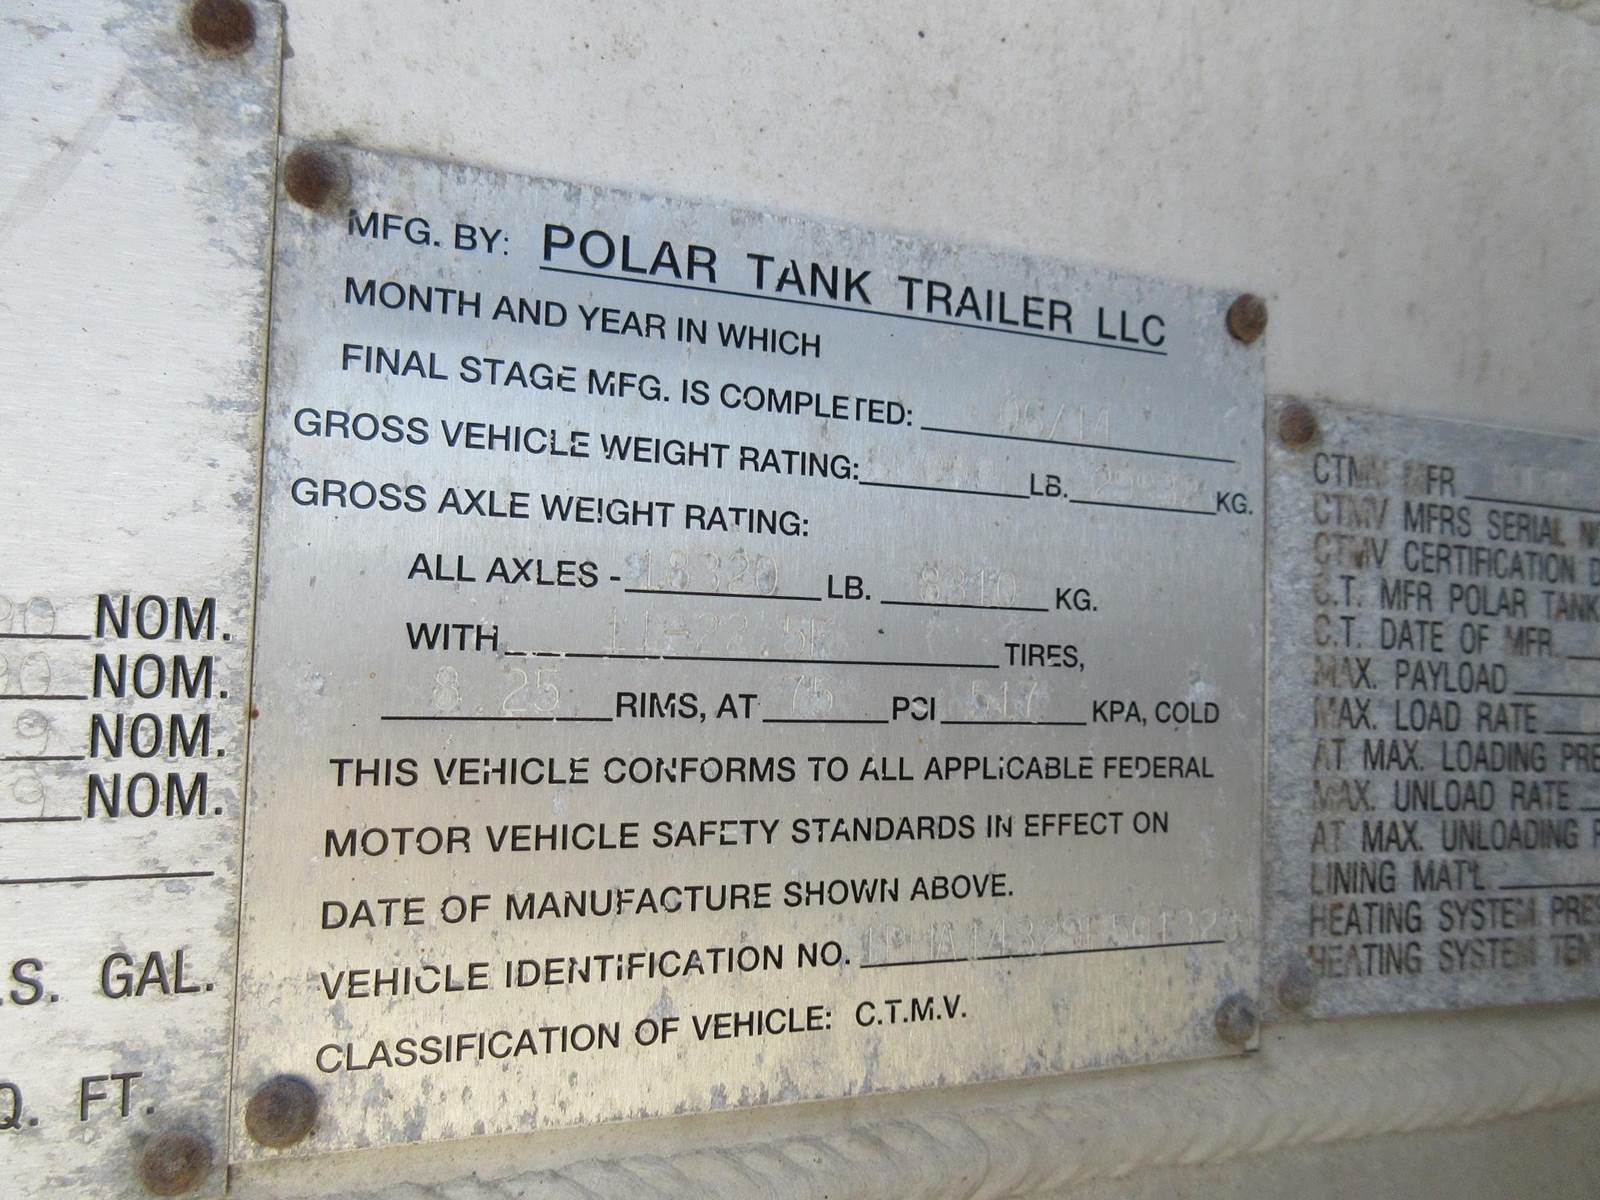 NOM.
NOM.
NOM.
NOM.
.S. GAL.
Q. FT.
MFG. BY: POLAR TANK TRAILER LLC
MONTH AND YEAR IN WHICH
FINAL STAGE MFG. IS COMPLETED:
GROSS VEHICLE WEIGHT RATING: LB. KG.
GROSS AXLE WEIGHT RATING:
ALL AXLES - 18320 LB. 8310 KG.
WITH TIRES,
8.25 RIMS, AT 75 PSI 517 KPA, COLD
THIS VEHICLE CONFORMS TO ALL APPLICABLE FEDERAL
MOTOR VEHICLE SAFETY STANDARDS IN EFFECT ON
DATE OF MANUFACTURE SHOWN ABOVE.
VEHICLE IDENTIFICATION NO.
CLASSIFICATION OF VEHICLE: C.T.M.V.
CTMV MFR
CTMV MFRS SERIAL
CTMV CERTIFICATION
C.T. MFR POLAR TANK
C.T. DATE OF MFR.
MAX. PAYLOAD
MAX. LOAD RATE
AT MAX. LOADING PRE
MAX. UNLOAD RATE
AT MAX. UNLOADING
LINING MAT'L.
HEATING SYSTEM PRES
HEATING SYSTEM TEM